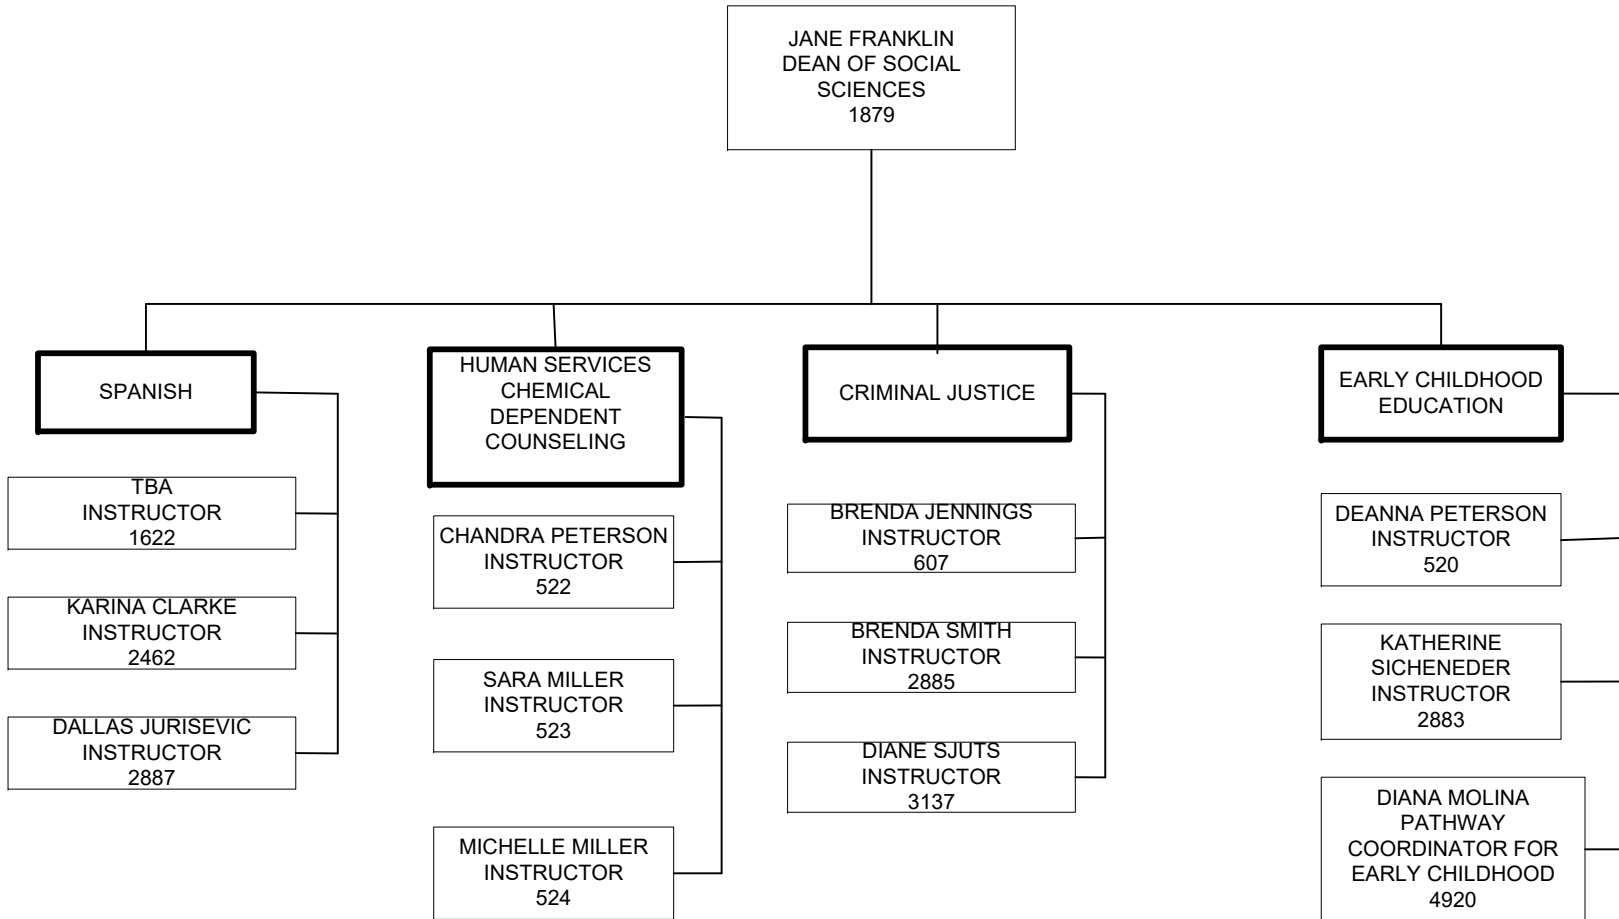 JANE FRANKLIN
DEAN OF SOCIAL
SCIENCES
1879
SPANISH
TBA
INSTRUCTOR
1622
KARINA CLARKE
INSTRUCTOR
2462
DALLAS JURISEVIC
INSTRUCTOR
2887
HUMAN SERVICES
CHEMICAL
DEPENDENT
COUNSELING
CHANDRA PETERSON
INSTRUCTOR
522
SARA MILLER
INSTRUCTOR
523
MICHELLE MILLER
INSTRUCTOR
524
CRIMINAL JUSTICE
BRENDA JENNINGS
INSTRUCTOR
607
BRENDA SMITH
INSTRUCTOR
2885
DIANE SJUTS
INSTRUCTOR
3137
EARLY CHILDHOOD
EDUCATION
DEANNA PETERSON
INSTRUCTOR
520
KATHERINE
SICHENEDER
INSTRUCTOR
2883
DIANA MOLINA
PATHWAY
COORDINATOR FOR
EARLY CHILDHOOD
4920